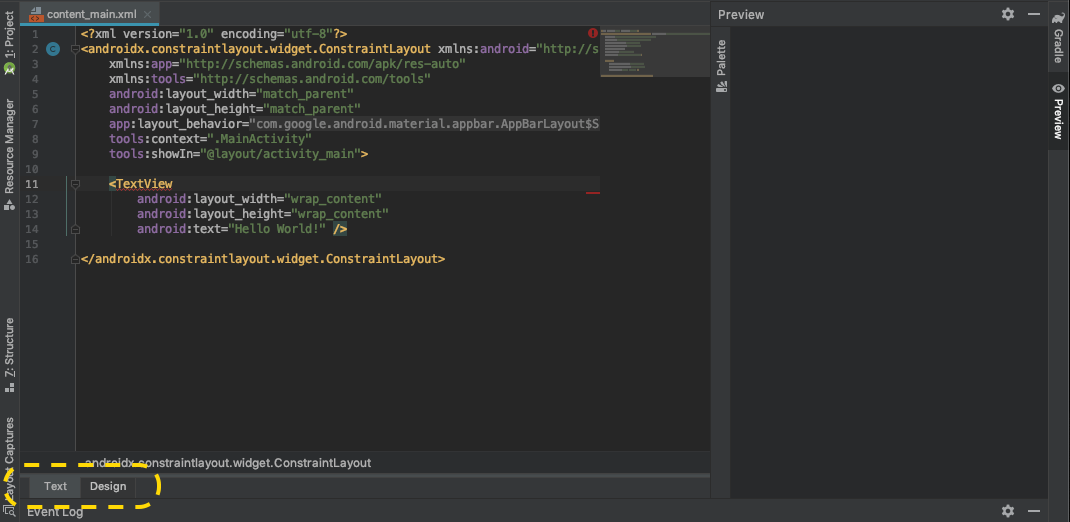 content_main.xml
Preview
1: Project
Resource Manager
Z: Structure
Layout Captures
1 <?xml version="1.0" encoding="utf-8"?>
2 <androidx.constraintlayout.widget.ConstraintLayout xmlns:android="http://s
3 xmlns:app="http://schemas.android.com/apk/res-auto"
4 xmlns:tools="http://schemas.android.com/tools"
5 android:layout_width="match_parent"
6 android:layout_height="match_parent"
7 app:layout_behavior="com.google.android.material.appbar.AppBarLayout$S
8 tools:context=".MainActivity"
9 tools:showIn="@layout/activity_main">
10
11 <TextView
12 android:layout_width="wrap_content"
13 android:layout_height="wrap_content"
14 android:text="Hello World!" />
15
16 </androidx.constraintlayout.widget.ConstraintLayout>
Palette
Gradle
Preview
androidx.constraintlayout.widget.ConstraintLayout
Text Design
Event Log